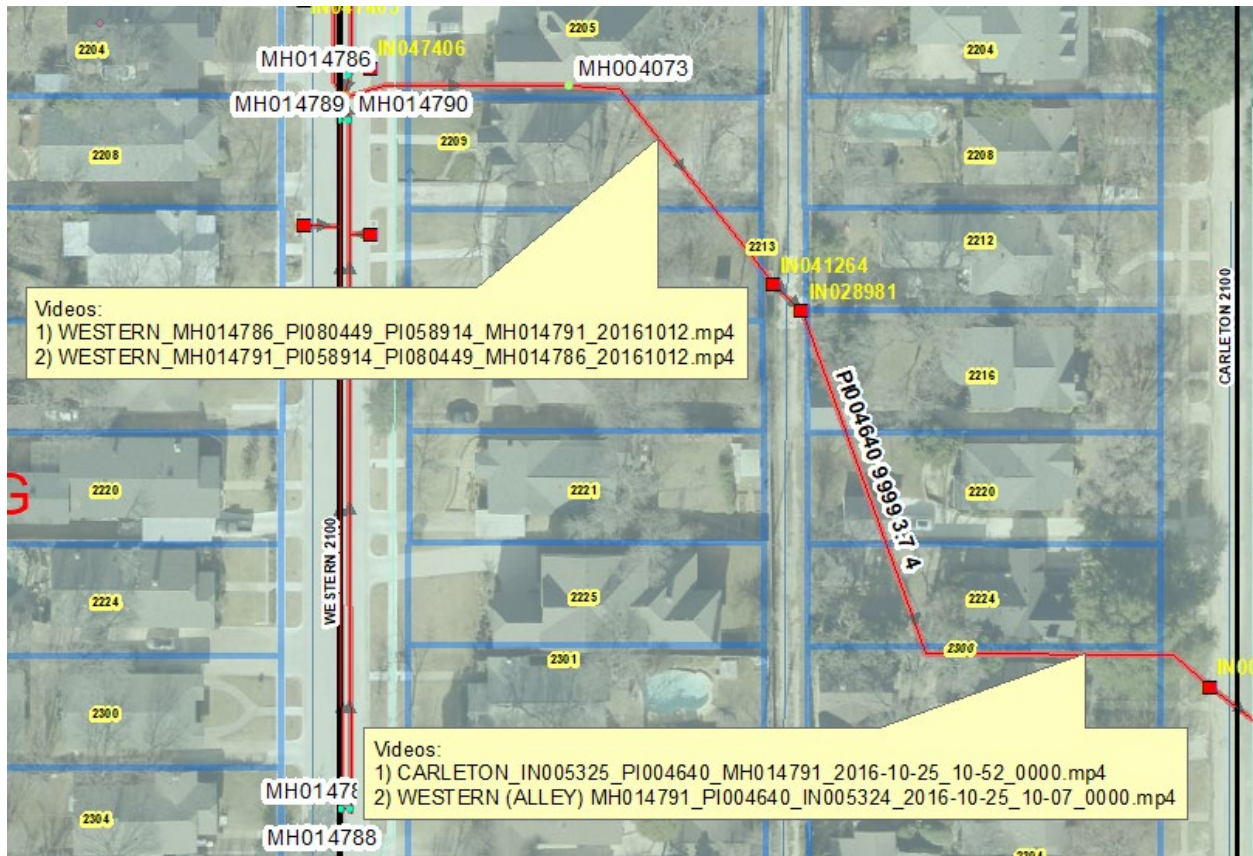 2204
IN047406
2205
2204
MH014786
MH004073
MH014789
MH014790
2208
2209
2208
2213
2212
IN041264
IN028981
CARLETON 2100
Videos:
1) WESTERN_MH014786_PI080449_PI058914_MH014791_20161012.mp4
2) WESTERN_MH014791_PI058914_PI080449_MH014786_20161012.mp4
2216
PI004640 9999 3.7 4
G
2220
2221
2220
WESTERN 2100
2224
2225
2224
2301
2300
2300
Videos:
1) CARLETON_IN005325_PI004640_MH014791_2016-10-25_10-52_0000.mp4
2) WESTERN (ALLEY) MH014791_PI004640_IN005324_2016-10-25_10-07_0000.mp4
2304
MH014788